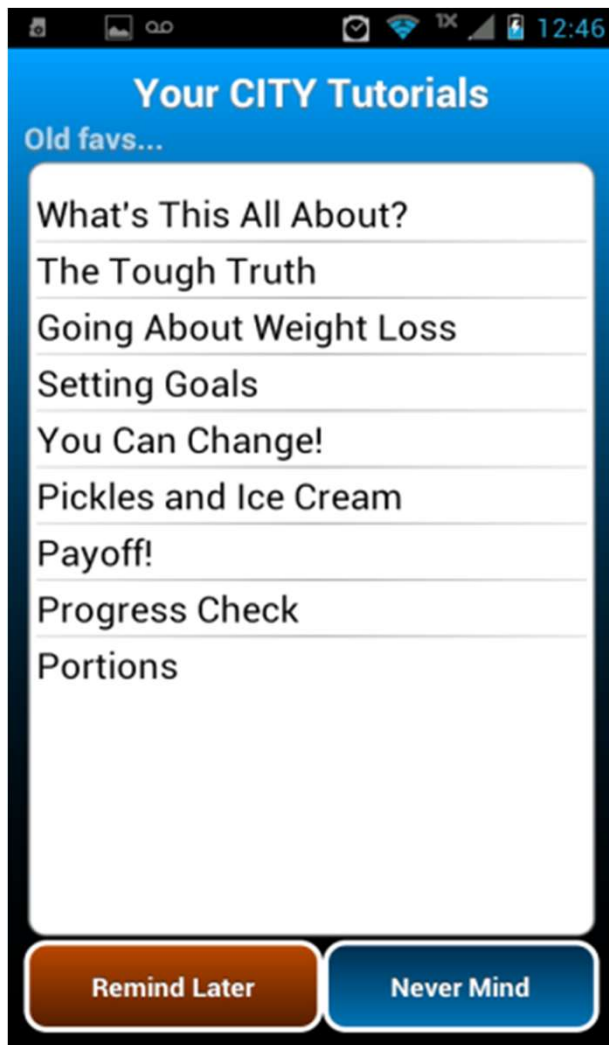 1X 12:46
Your CITY Tutorials
Old favs...
What's This All About?
The Tough Truth
Going About Weight Loss
Setting Goals
You Can Change!
Pickles and Ice Cream
Payoff!
Progress Check
Portions
Remind Later Never Mind